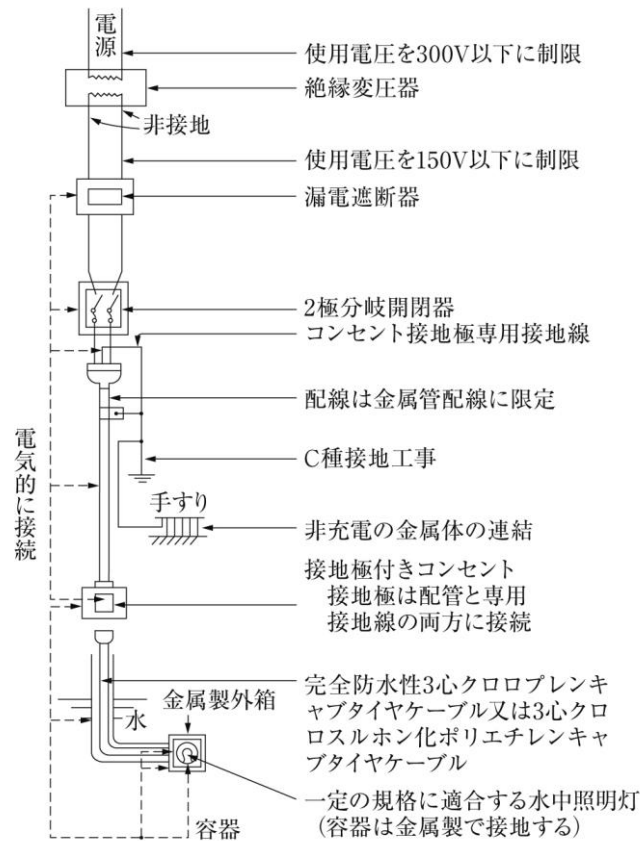 電源
使用電圧を300V以下に制限
絶縁変圧器
非接地
使用電圧を150V以下に制限
漏電遮断器
2極分岐開閉器
コンセント接地極専用接地線
配線は金属管配線に限定
電気的に接続
C種接地工事
手すり
非充電の金属体の連結
接地極付きコンセント
接地極は配管と専用
接地線の両方に接続
完全防水性3心クロロプレンキ
ャブタイヤケーブル又は3心クロ
ロスルホン化ポリエチレンキャ
ブタイヤケーブル
金属製外箱
水
一定の規格に適合する水中照明灯
(容器は金属製で接地する)
容器